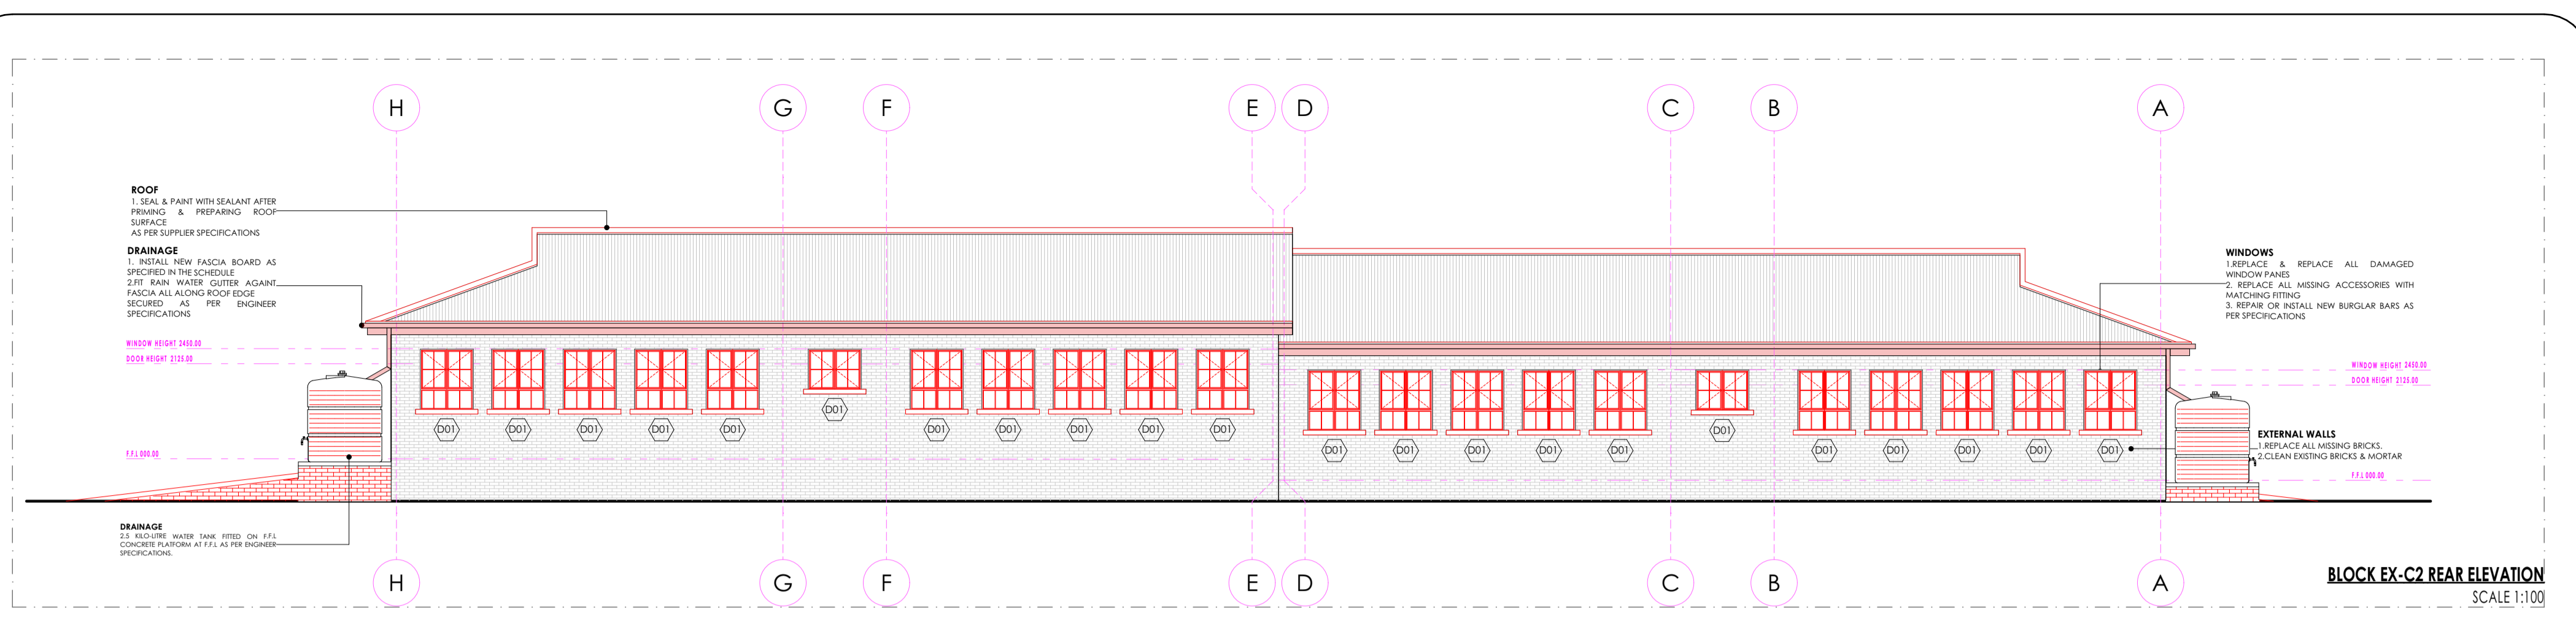 H G F E D C B A
ROOF
1. SEAL & PAINT WITH SEALANT AFTER
PRIMING & PREPARING ROOF
SURFACE
AS PER SUPPLIER SPECIFICATIONS
DRAINAGE
1. INSTALL NEW FASCIA BOARD AS
SPECIFIED IN THE SCHEDULE
2.FIT RAIN WATER GUTTER AGAINT
FASCIA ALL ALONG ROOF EDGE
SECURED AS PER ENGINEER
SPECIFICATIONS
WINDOW HEIGHT 2450.00
DOOR HEIGHT 2125.00
F.F.L 000.00
DRAINAGE
2.5 KILO-LITRE WATER TANK FITTED ON F.F.L
CONCRETE PLATFORM AT F.F.L AS PER ENGINEER
SPECIFICATIONS.
D01 D01 D01 D01 D01 D01 D01 D01 D01 D01 D01
D01 D01 D01 D01 D01 D01 D01 D01 D01 D01 D01
WINDOWS
1.REPLACE & REPLACE ALL DAMAGED
WINDOW PANES
2. REPLACE ALL MISSING ACCESSORIES WITH
MATCHING FITTING
3. REPAIR OR INSTALL NEW BURGLAR BARS AS
PER SPECIFICATIONS
WINDOW HEIGHT 2450.00
DOOR HEIGHT 2125.00
EXTERNAL WALLS
1.REPLACE ALL MISSING BRICKS.
2.CLEAN EXISTING BRICKS & MORTAR
F.F.L 000.00
H G F E D C B A
BLOCK EX-C2 REAR ELEVATION
SCALE 1:100